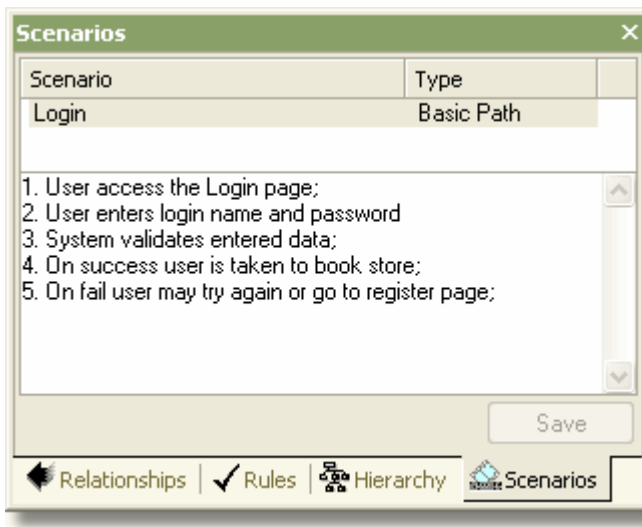 Scenarios
Scenario Type
Login Basic Path
1. User access the Login page;
2. User enters login name and password
3. System validates entered data;
4. On success user is taken to book store;
5. On fail user may try again or go to register page;
Save
Relationships Rules Hierarchy Scenarios